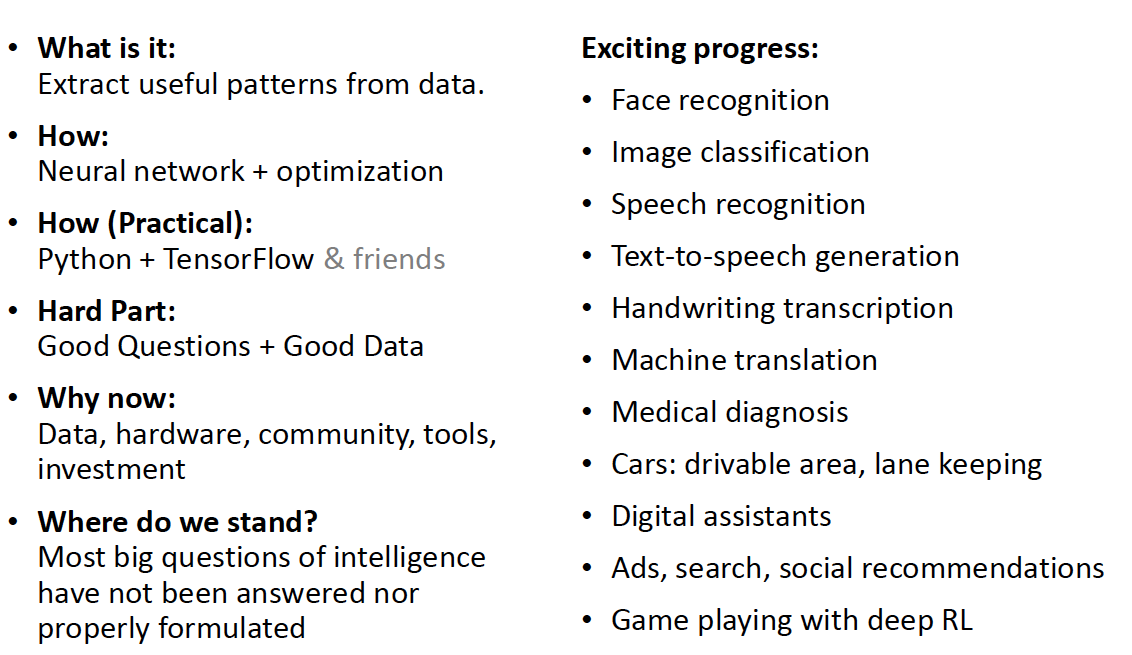 • What is it:
Extract useful patterns from data.
• How:
Neural network + optimization
• How (Practical):
Python + TensorFlow & friends
• Hard Part:
Good Questions + Good Data
• Why now:
Data, hardware, community, tools,
investment
• Where do we stand?
Most big questions of intelligence
have not been answered nor
properly formulated
Exciting progress:
• Face recognition
• Image classification
• Speech recognition
• Text-to-speech generation
• Handwriting transcription
• Machine translation
• Medical diagnosis
• Cars: drivable area, lane keeping
• Digital assistants
• Ads, search, social recommendations
• Game playing with deep RL